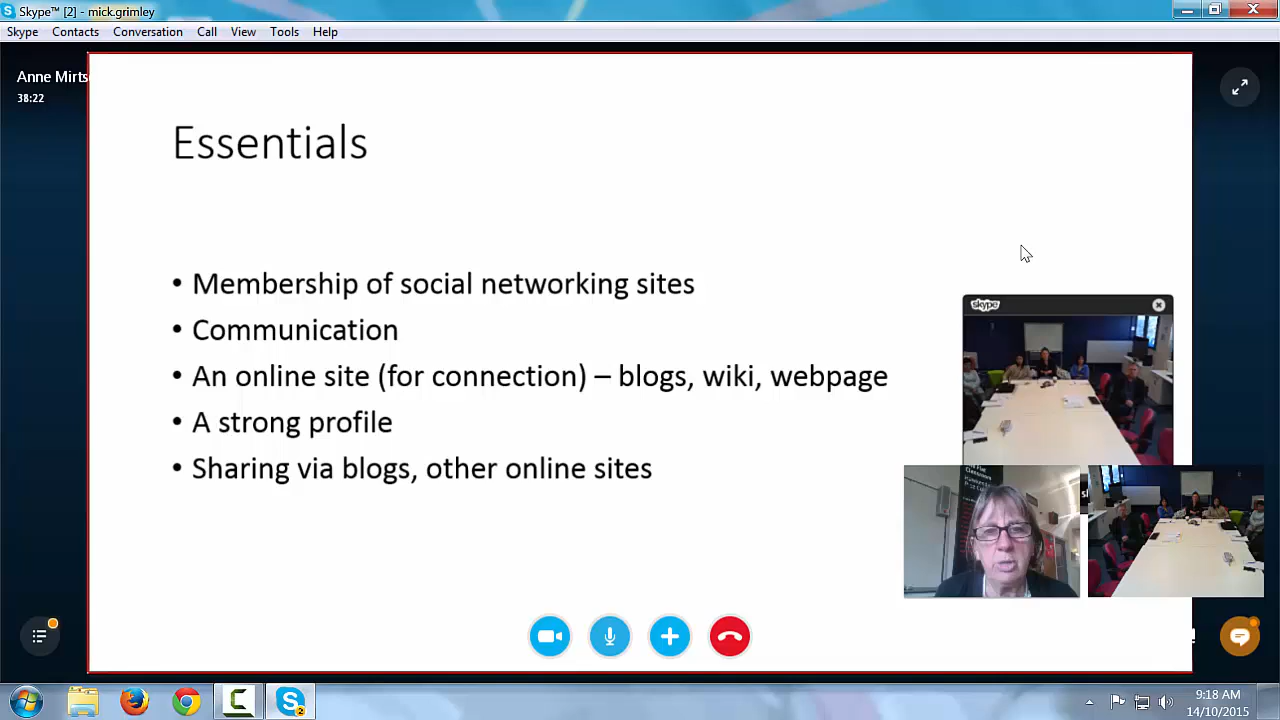 Skype™ [2] - mick.grimley
Skype Contacts Conversation Call View Tools Help
Anne Mirts
38:22
Essentials
• Membership of social networking sites
• Communication
• An online site (for connection) – blogs, wiki, webpage
• A strong profile
• Sharing via blogs, other online sites
skype
9:18 AM
14/10/2015